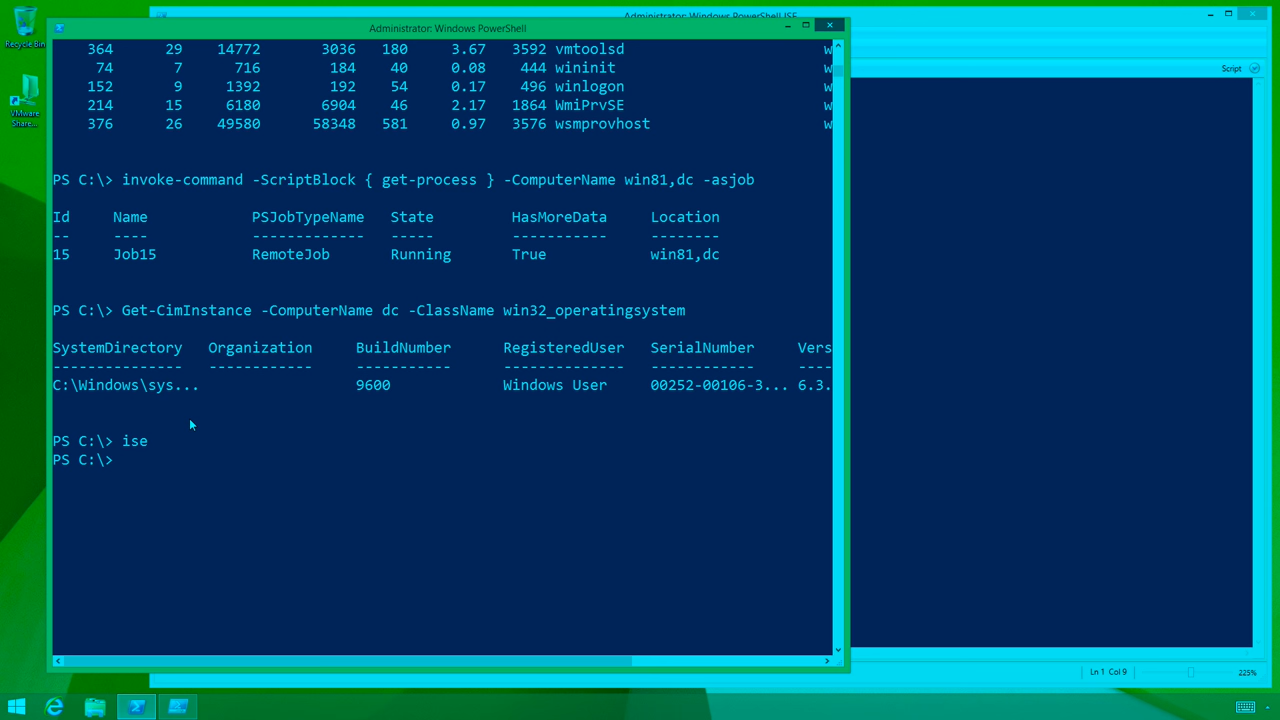 Recycle Bin
VMware
Share...
Administrator: Windows PowerShell ISE
Administrator: Windows PowerShell
Script
364 29 14772 3036 180 3.67 3592 vmtoolsd w
74 7 716 184 40 0.08 444 wininit w
152 9 1392 192 54 0.17 496 winlogon w
214 15 6180 6904 46 2.17 1864 WmiPrvSE w
376 26 49580 58348 581 0.97 3576 wsmprovhost w
PS C:\> invoke-command -ScriptBlock { get-process } -ComputerName win81,dc -asjob
Id Name PSJobTypeName State HasMoreData Location
-- ---- ------------- ----- ----------- --------
15 Job15 RemoteJob Running True win81,dc
PS C:\> Get-CimInstance -ComputerName dc -ClassName win32_operatingsystem
SystemDirectory Organization BuildNumber RegisteredUser SerialNumber Vers
--------------- ------------ ----------- -------------- ------------ ----
C:\Windows\sys... 9600 Windows User 00252-00106-3... 6.3.
PS C:\> ise
PS C:\>
Ln 1 Col 9 225%